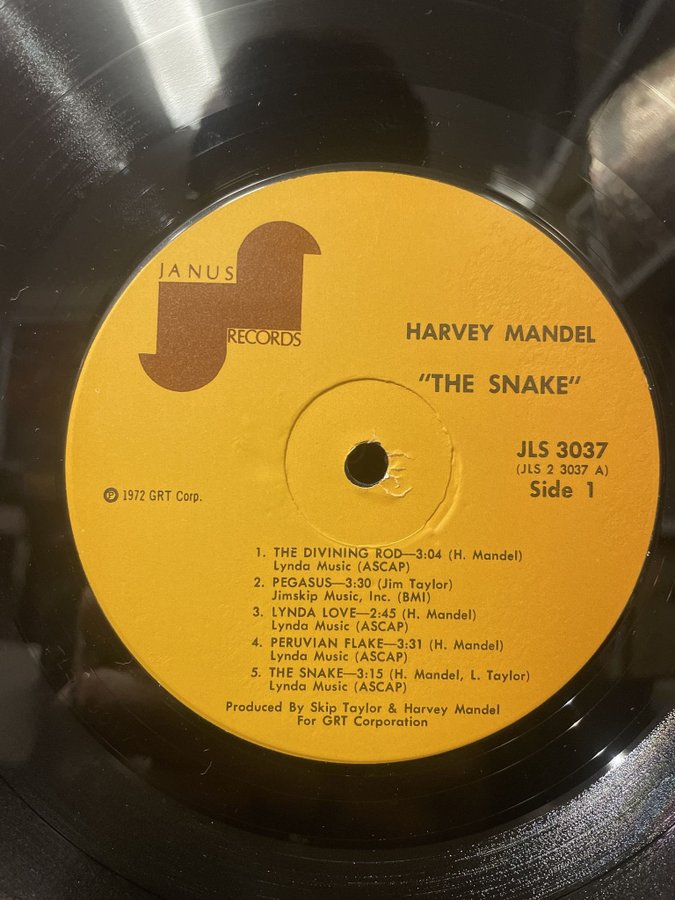 JANUS
RECORDS
HARVEY MANDEL
"THE SNAKE"
JLS 3037
(JLS 2 3037 A)
Side 1
Ⓟ 1972 GRT Corp.
1. THE DIVINING ROD—3:04 (H. Mandel)
Lynda Music (ASCAP)
2. PEGASUS—3:30 (Jim Taylor)
Jimskip Music, Inc. (BMI)
3. LYNDA LOVE—2:45 (H. Mandel)
Lynda Music (ASCAP)
4. PERUVIAN FLAKE—3:31 (H. Mandel)
Lynda Music (ASCAP)
5. THE SNAKE—3:15 (H. Mandel, L. Taylor)
Lynda Music (ASCAP)
Produced By Skip Taylor & Harvey Mandel
For GRT Corporation